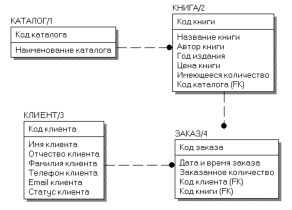 КАТАЛОГ/1
Код каталога
Наименование каталога
КНИГА/2
Код книги
Название книги
Автор книги
Год издания
Цена книги
Имеющееся количество
Код каталога (FK)
КЛИЕНТ/3
Код клиента
Имя клиента
Отчество клиента
Фамилия клиента
Телефон клиента
Email клиента
Статус клиента
ЗАКАЗ/4
Код заказа
Дата и время заказа
Заказанное количество
Код клиента (FK)
Код книги (FK)